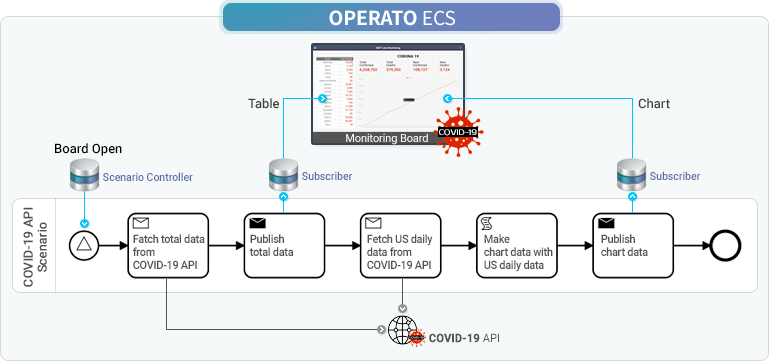 OPERATO ECS
CORONA 19
Table
Chart
Monitoring Board
COVID-19
Board Open
Scenario Controller
Subscriber
Subscriber
COVID-19 API
Scenario
Fatch total data
from
COVID-19 API
Publish
total data
Fetch US daily
data from
COVID-19 API
Make
chart data with
US daily data
Publish
chart data
COVID-19 API